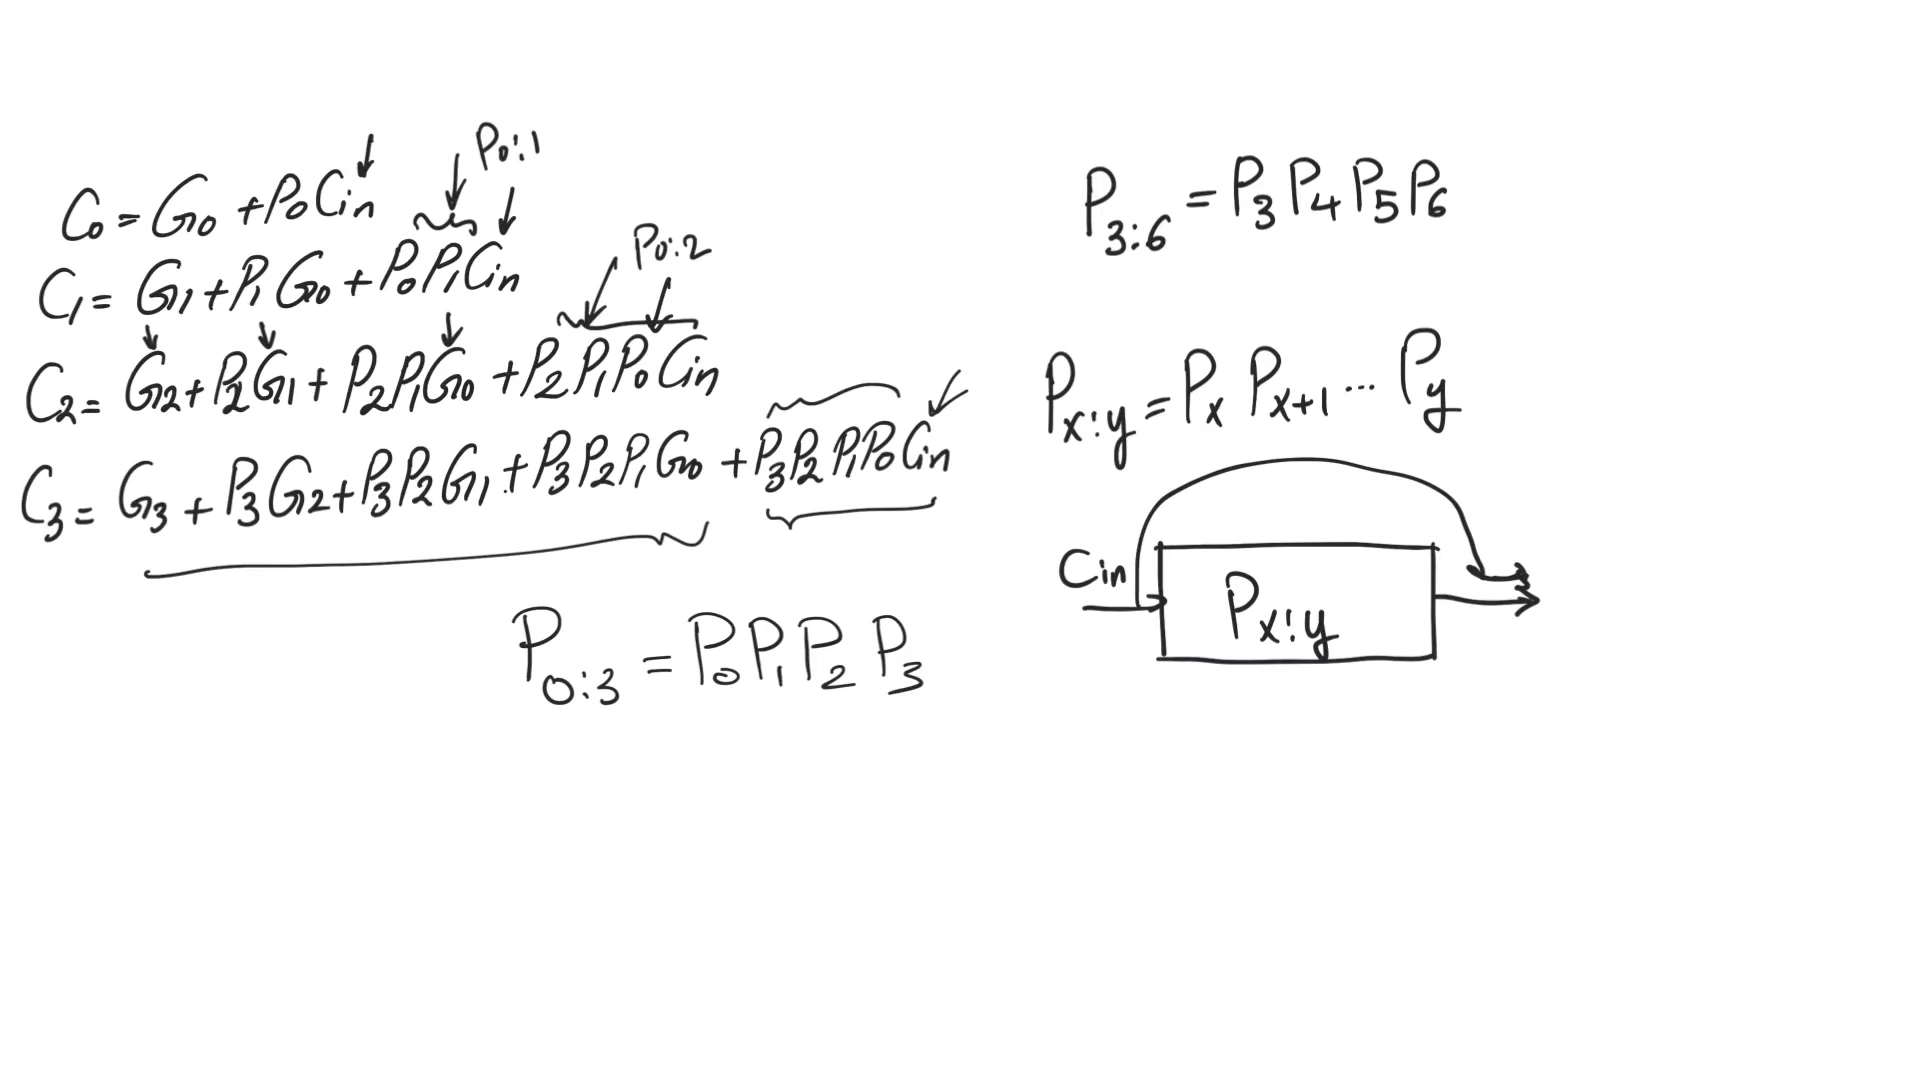 P0:1
C0 = G0 + P0Cin
C1 = G1 + P1G0 + P0P1Cin
P0:2
C2 = G2 + P2G1 + P2P1G0 + P2P1P0Cin
C3 = G3 + P3G2 + P3P2G1 + P3P2P1G0 + P3P2P1P0Cin
P0:3 = P0P1P2P3
P3:6 = P3P4P5P6
Px:y = Px Px+1 ... Py
Cin
Px:y